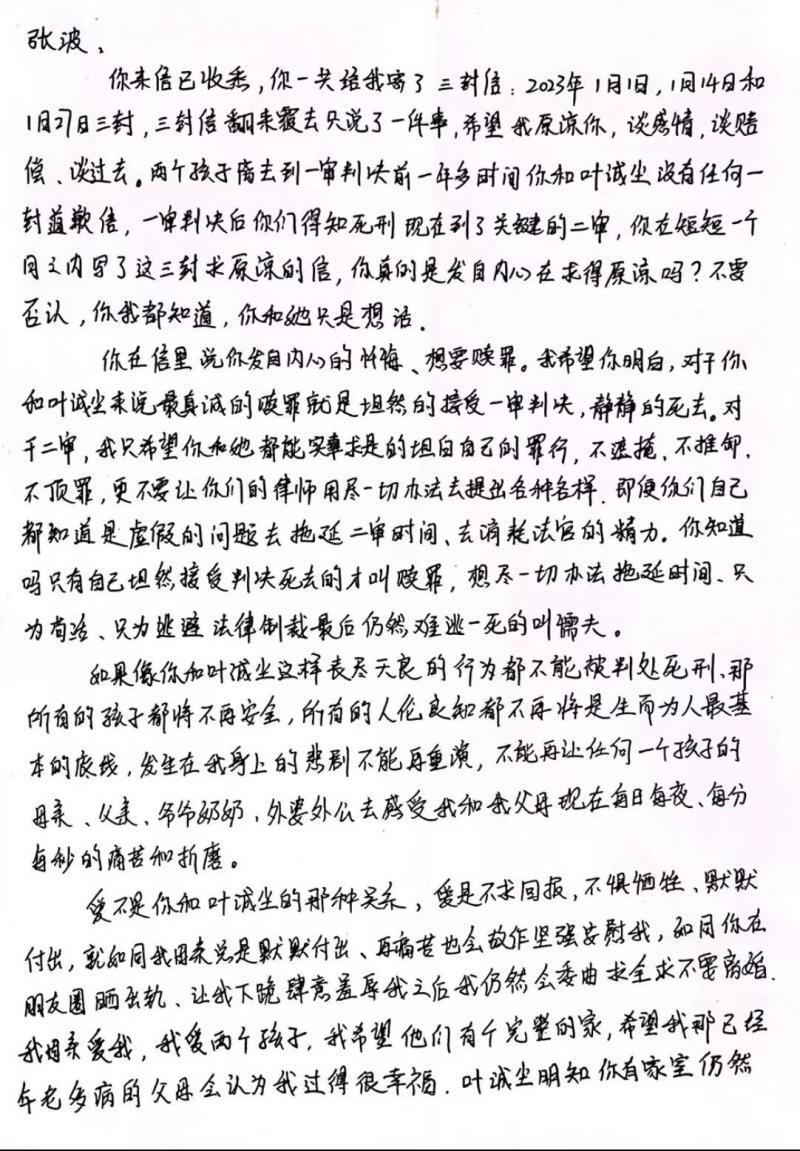 张波：
你来信已收悉，你一共给我寄了三封信：2023年1月1日，1月14日和
1月27日三封，三封信翻来覆去只说了一件事，希望我原谅你，谈感情，谈赔
偿、谈过去。两个孩子离去到一审判决前一年多时间你和叶诚尘没有任何一
封道歉信，一审判决后你们得知死刑现在到了关键的二审，你在短短一个
月之内写了这三封求原谅的信，你真的是发自内心在求得原谅吗？不要
否认，你我都知道，你和她只是想活.
你在信里说你发自内心的忏悔、想要赎罪。我希望你明白，对于你
和叶诚尘来说最真诚的赎罪就是坦然的接受一审判决，静静的死去。对
于二审，我只希望你和她都能实事求是的坦白自己的罪行，不遮掩、不推卸、
不顶罪，更不要让你们的律师用尽一切办法去提出各种各样、即便你们自己
都知道是虚假的问题去拖延二审时间、去消耗法官的精力。你知道
吗只有自己坦然接受判决死去的才叫赎罪，想尽一切办法拖延时间、只
为苟活、只为逃避法律制裁最后仍然难逃一死的叫懦夫。
如果像你和叶诚尘这样丧尽天良的行为都不能被判处死刑、那
所有的孩子都将不再安全，所有的人伦良知都不再将是生而为人最基
本的底线，发生在我身上的悲剧不能再重演，不能再让任何一个孩子的
母亲、父亲、爷爷奶奶、外婆外公去感受我和我父母现在每日每夜、每分
每秒的痛苦和折磨。
爱不是你和叶诚尘的那种关系，爱是不求回报，不惧牺牲、默默
付出，就如同我母亲总是默默付出、再痛苦也会故作坚强安慰我，如同你在
朋友圈晒出轨、让我下跪肆意羞辱我之后我仍然会委曲求全求不要离婚.
我母亲爱我，我爱两个孩子，我希望他们有个完整的家，希望我那已经
年老多病的父母会认为我过得很幸福. 叶诚尘明知你有家室仍然